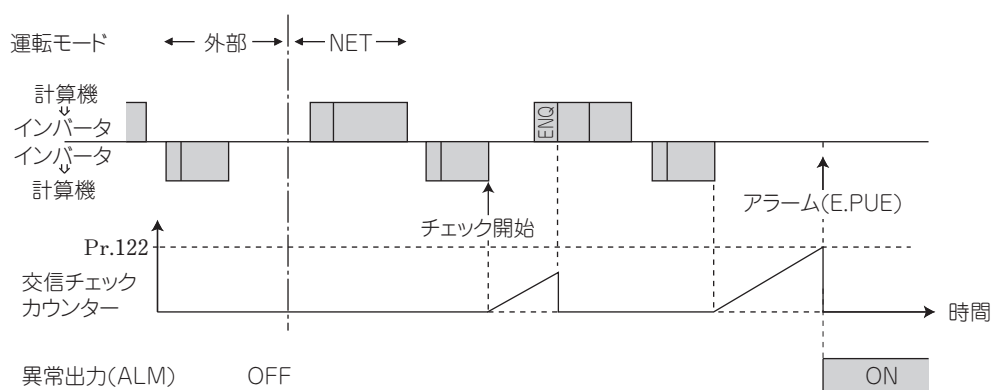 運転モード
外部
NET
計算機
インバータ
インバータ
計算機
ENQ
チェック開始
アラーム(E.PUE)
Pr.122
交信チェック
カウンター
時間
異常出力(ALM)
OFF
ON